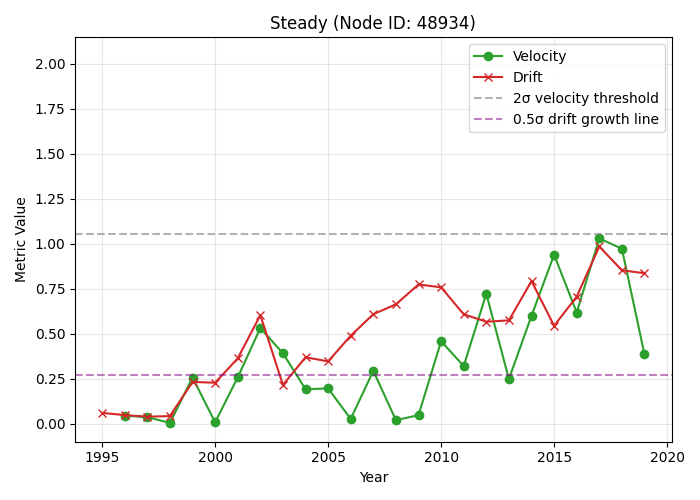 Steady (Node ID: 48934)
Velocity
Drift
2σ velocity threshold
0.5σ drift growth line
Metric Value
2.00
1.75
1.50
1.25
1.00
0.75
0.50
0.25
0.00
1995
2000
2005
2010
2015
2020
Year